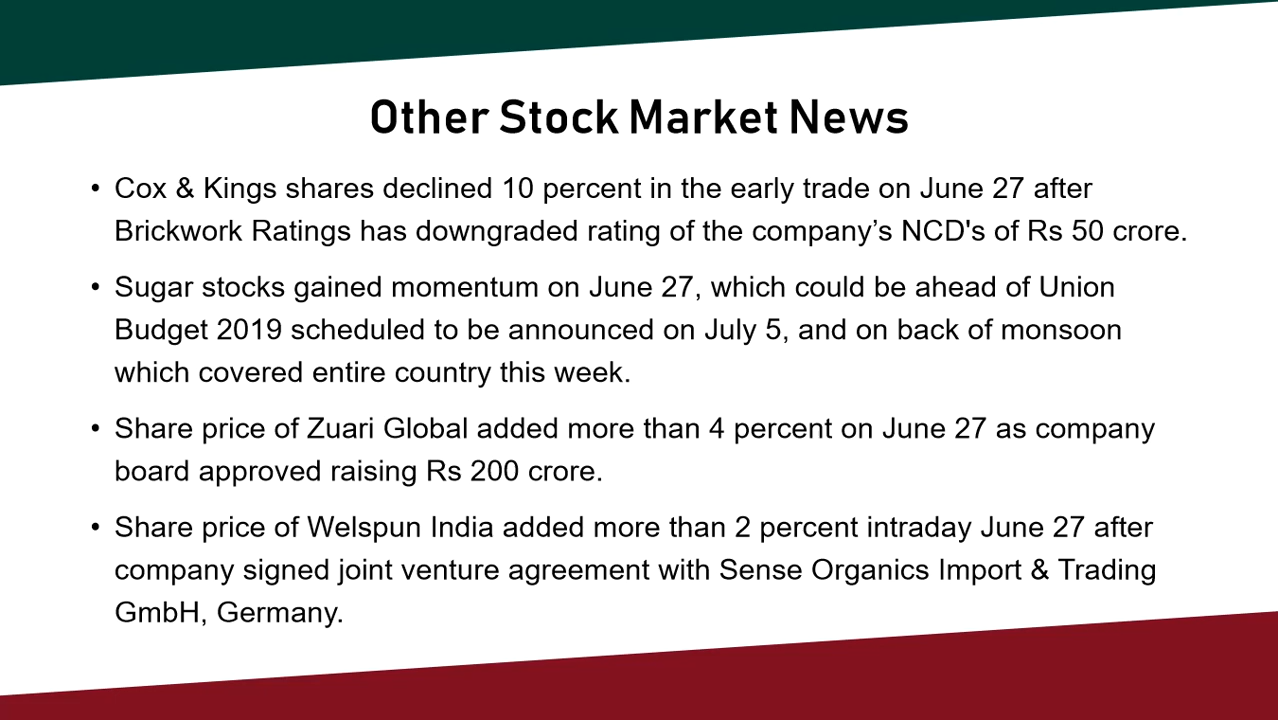 Other Stock Market News
• Cox & Kings shares declined 10 percent in the early trade on June 27 after
Brickwork Ratings has downgraded rating of the company’s NCD's of Rs 50 crore.
• Sugar stocks gained momentum on June 27, which could be ahead of Union
Budget 2019 scheduled to be announced on July 5, and on back of monsoon
which covered entire country this week.
• Share price of Zuari Global added more than 4 percent on June 27 as company
board approved raising Rs 200 crore.
• Share price of Welspun India added more than 2 percent intraday June 27 after
company signed joint venture agreement with Sense Organics Import & Trading
GmbH, Germany.